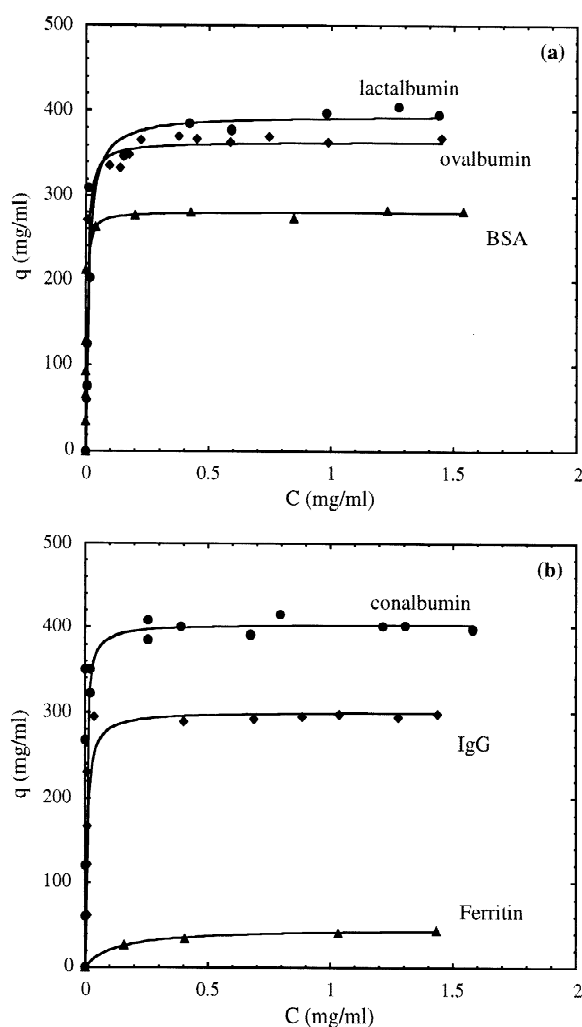 500
(a)
lactalbumin
400
ovalbumin
300
BSA
q (mg/ml)
200
100
0
0 0.5 1 1.5 2
C (mg/ml)
500
(b)
conalbumin
400
300
IgG
q (mg/ml)
200
100
Ferritin
0
0 0.5 1 1.5 2
C (mg/ml)